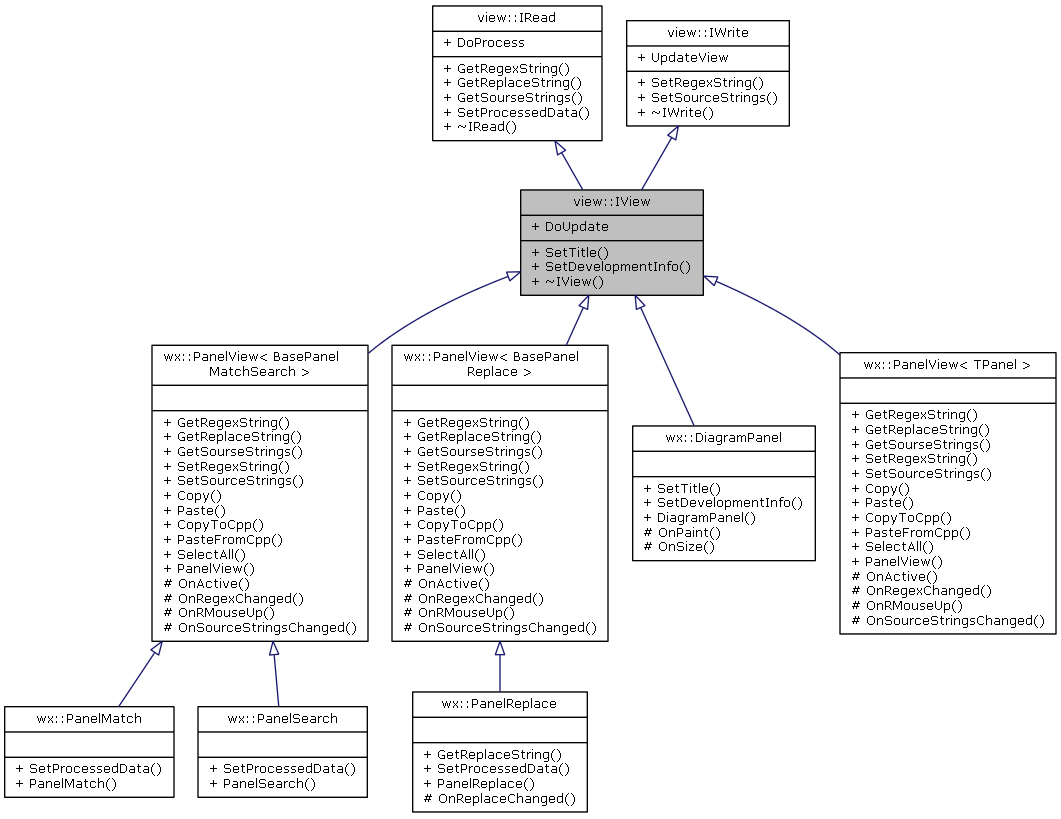 view::IRead
+ DoProcess
+ GetRegexString()
+ GetReplaceString()
+ GetSourseStrings()
+ SetProcessedData()
+ ~IRead()
view::IWrite
+ UpdateView
+ SetRegexString()
+ SetSourceStrings()
+ ~IWrite()
view::IView
+ DoUpdate
+ SetTitle()
+ SetDevelopmentInfo()
+ ~IView()
wx::PanelView< BasePanel
MatchSearch >
+ GetRegexString()
+ GetReplaceString()
+ GetSourseStrings()
+ SetRegexString()
+ SetSourceStrings()
+ Copy()
+ Paste()
+ CopyToCpp()
+ PasteFromCpp()
+ SelectAll()
+ PanelView()
# OnActive()
# OnRegexChanged()
# OnRMouseUp()
# OnSourceStringsChanged()
wx::PanelView< BasePanel
Replace >
+ GetRegexString()
+ GetReplaceString()
+ GetSourseStrings()
+ SetRegexString()
+ SetSourceStrings()
+ Copy()
+ Paste()
+ CopyToCpp()
+ PasteFromCpp()
+ SelectAll()
+ PanelView()
# OnActive()
# OnRegexChanged()
# OnRMouseUp()
# OnSourceStringsChanged()
wx::DiagramPanel
+ SetTitle()
+ SetDevelopmentInfo()
+ DiagramPanel()
# OnPaint()
# OnSize()
wx::PanelView< TPanel >
+ GetRegexString()
+ GetReplaceString()
+ GetSourseStrings()
+ SetRegexString()
+ SetSourceStrings()
+ Copy()
+ Paste()
+ CopyToCpp()
+ PasteFromCpp()
+ SelectAll()
+ PanelView()
# OnActive()
# OnRegexChanged()
# OnRMouseUp()
# OnSourceStringsChanged()
wx::PanelMatch
+ SetProcessedData()
+ PanelMatch()
wx::PanelSearch
+ SetProcessedData()
+ PanelSearch()
wx::PanelReplace
+ GetReplaceString()
+ SetProcessedData()
+ PanelReplace()
# OnReplaceChanged()